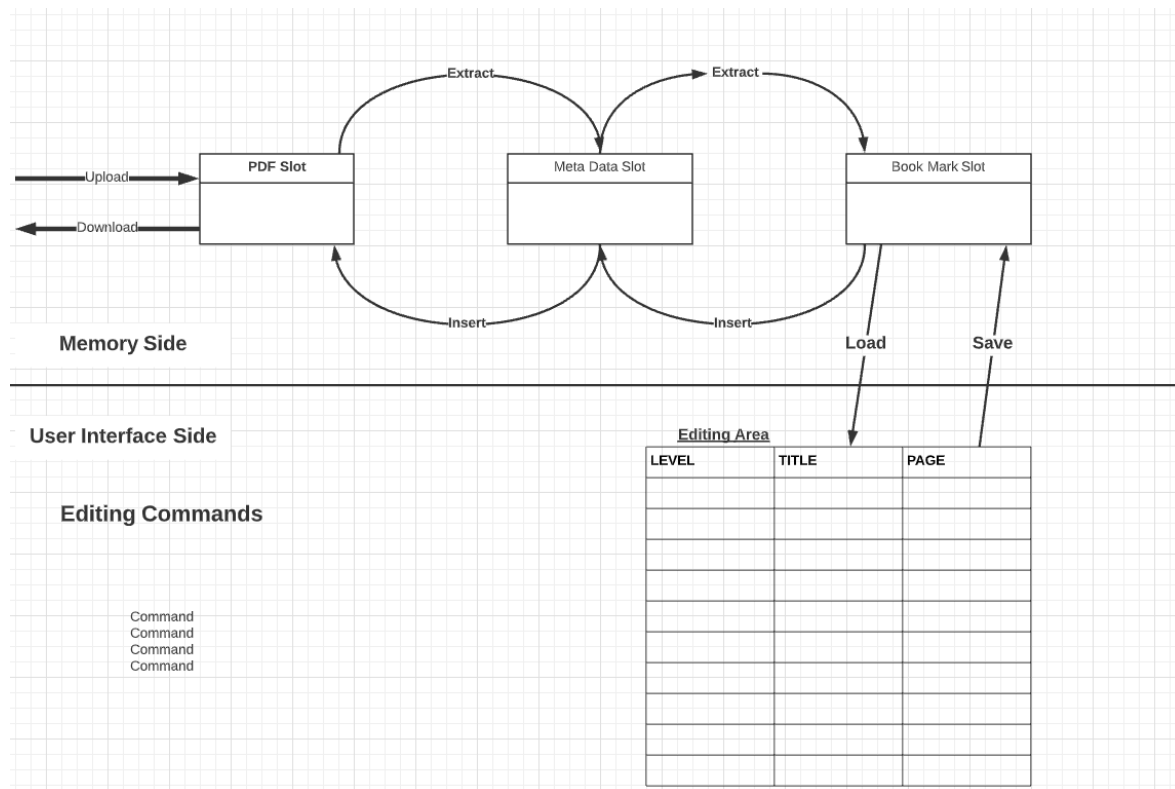 Extract
Extract
PDF Slot
Meta Data Slot
Book Mark Slot
Upload
Download
Insert
Insert
Memory Side
Load
Save
User Interface Side
Editing Area
LEVEL TITLE PAGE
Editing Commands
Command
Command
Command
Command